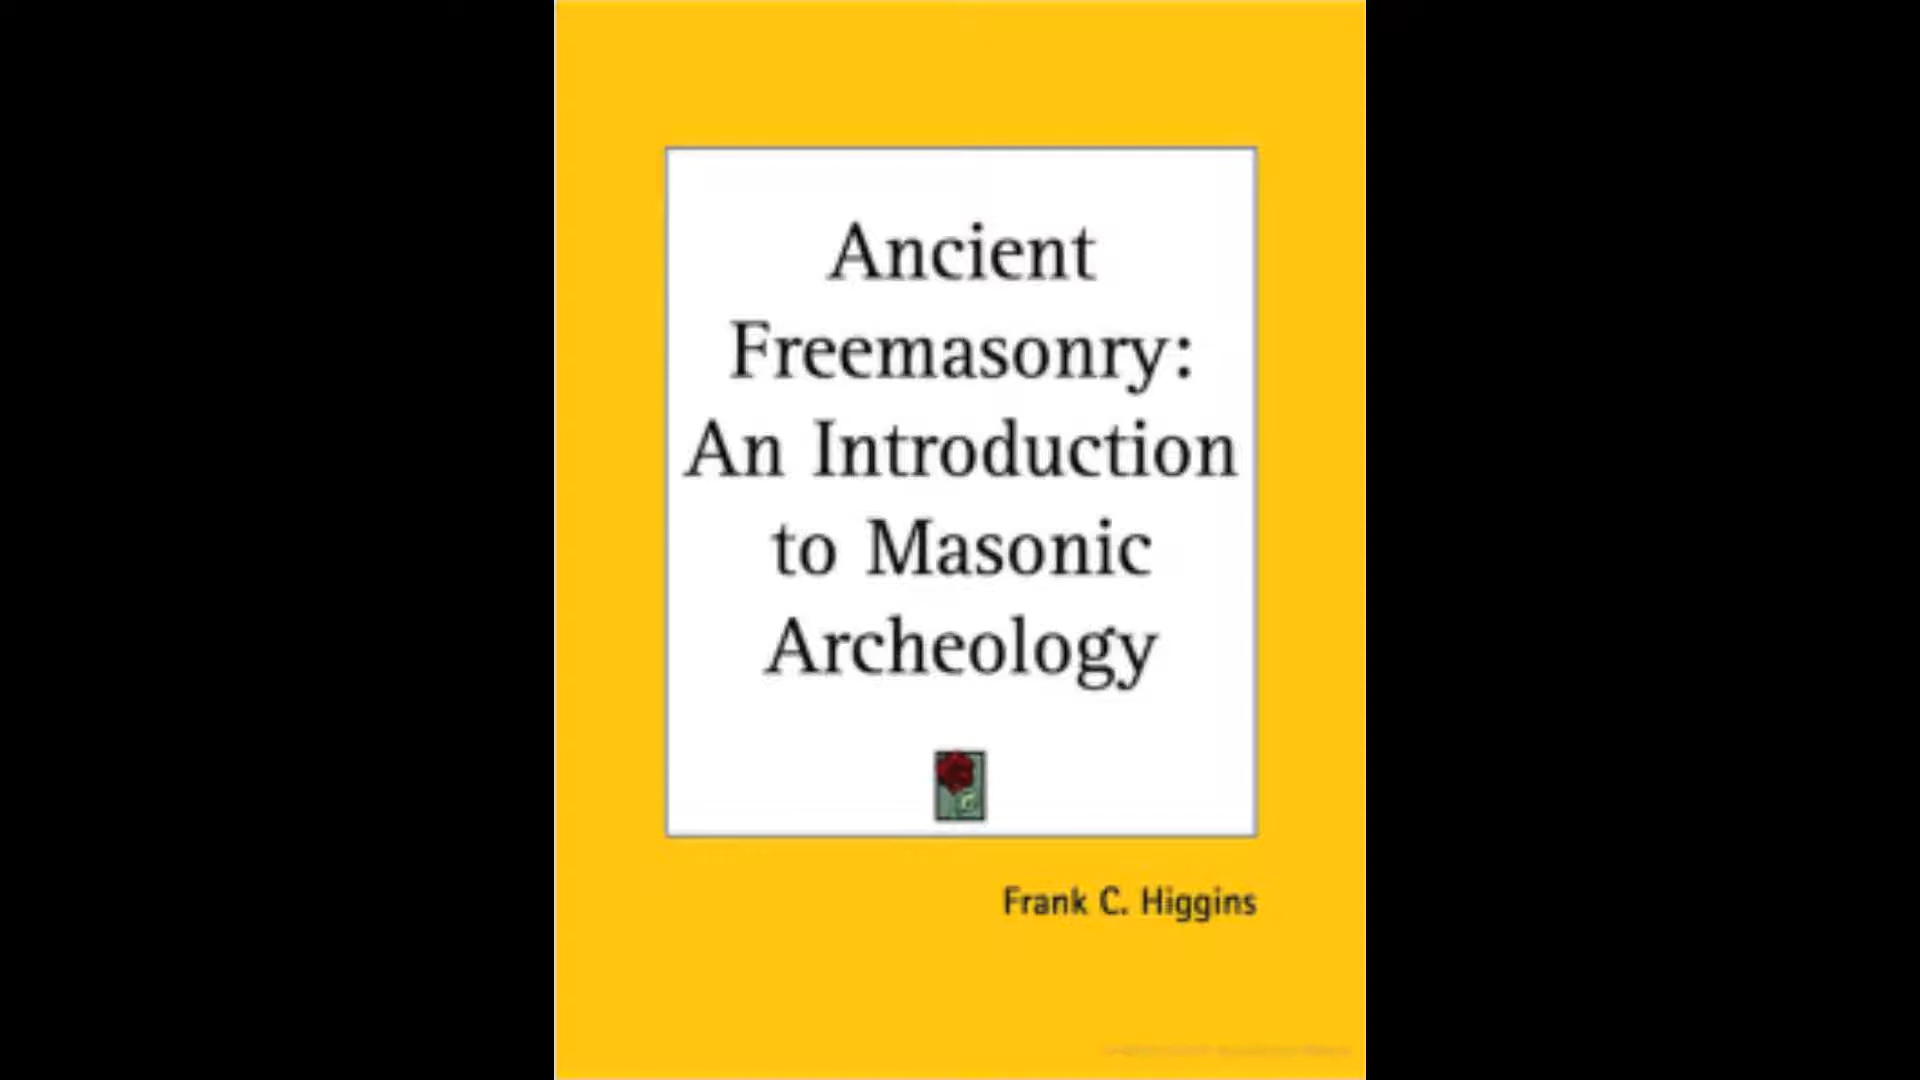 Ancient
Freemasonry:
An Introduction
to Masonic
Archeology
Frank C. Higgins